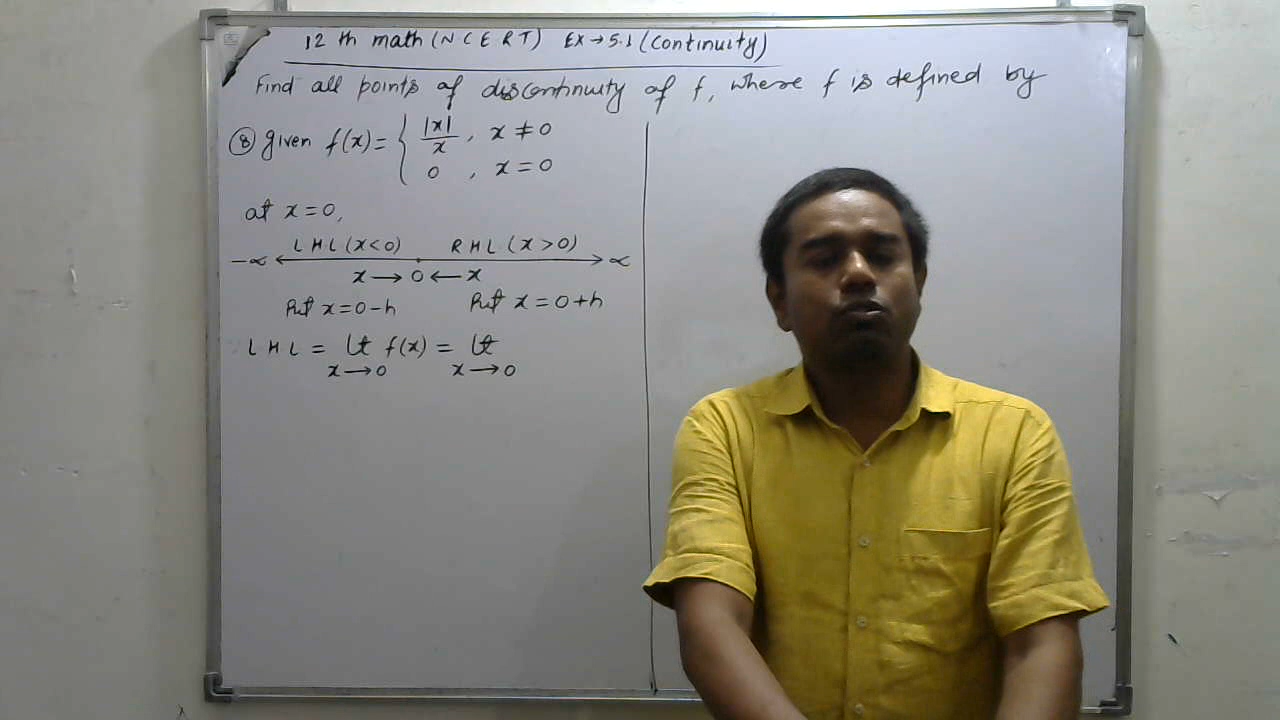 12 th math (NCERT) EX → 5.1 (Continuity)
Find all points of discontinuity of f, where f is defined by
⑧ given f(x) = { |x|/x , x ≠ 0
0 , x = 0
at x = 0,
LHL (x < 0) RHL (x > 0)
-∝ ∝
x → 0 ← x
Put x = 0 - h Put x = 0 + h
LHL = Lt f(x) = Lt
x → 0 x → 0